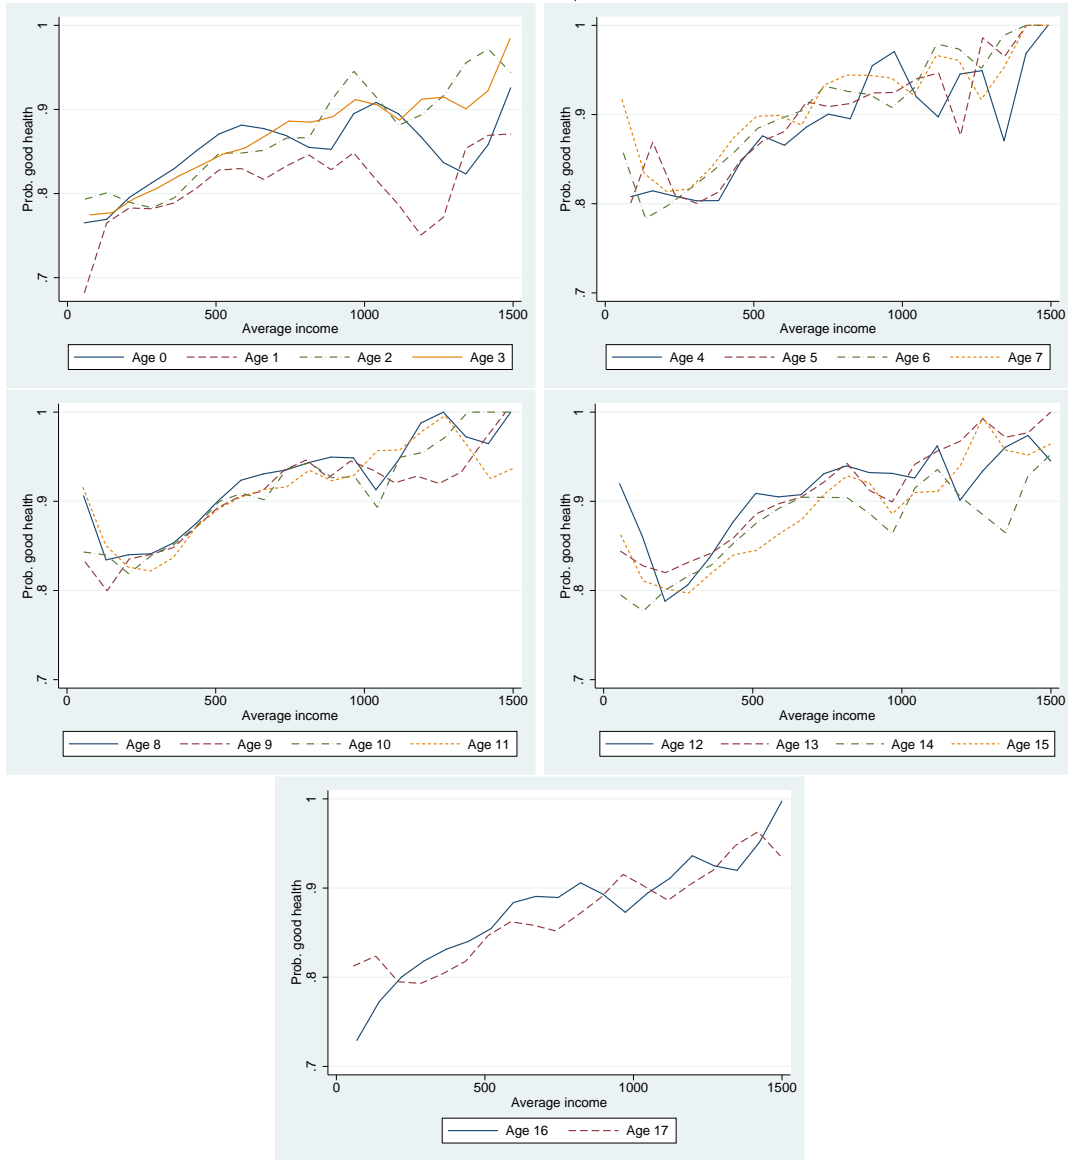 Prob. good health
1
.9
.8
.7
0 500 1000 1500
Average income
Age 0 Age 1 Age 2 Age 3
Prob. good health
1
.9
.8
.7
0 500 1000 1500
Average income
Age 4 Age 5 Age 6 Age 7
Prob. good health
1
.9
.8
.7
0 500 1000 1500
Average income
Age 8 Age 9 Age 10 Age 11
Prob. good health
1
.9
.8
.7
0 500 1000 1500
Average income
Age 12 Age 13 Age 14 Age 15
Prob. good health
1
.9
.8
.7
0 500 1000 1500
Average income
Age 16 Age 17